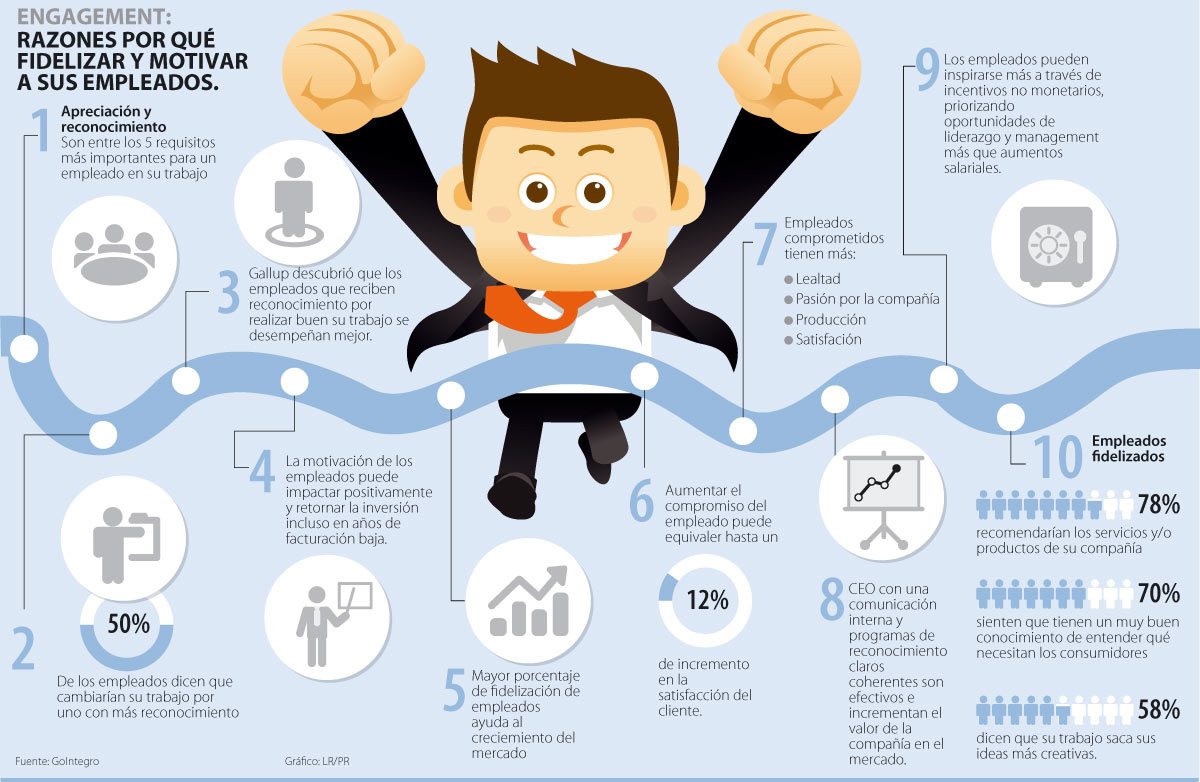 ENGAGEMENT:
RAZONES POR QUÉ
FIDELIZAR Y MOTIVAR
A SUS EMPLEADOS.
1
Apreciación y
reconocimiento
Son entre los 5 requisitos
más importantes para un
empleado en su trabajo
2
50%
De los empleados dicen que
cambiarían su trabajo por
uno con más reconocimiento
3
Gallup descubrió que los
empleados que reciben
reconocimiento por
realizar buen su trabajo se
desempeñan mejor.
4
La motivación de los
empleados puede
impactar positivamente
y retornar la inversión
incluso en años de
facturación baja.
5
Mayor porcentaje
de fidelización de
empleados
ayuda al
creciemiento del
mercado
6
Aumentar el
compromiso del
empleado puede
equivaler hasta un
12%
de incremento
en la
satisfacción del
cliente.
7
Empleados
comprometidos
tienen más:
● Lealtad
● Pasión por la compañía
● Producción
● Satisfación
8
CEO con una
comunicación
interna y
programas de
reconocimiento
claros
coherentes son
efectivos e
incrementan el
valor de la
compañía en el
mercado.
9
Los empleados pueden
inspirarse más a través de
incentivos no monetarios,
priorizando
oportunidades de
liderazgo y management
más que aumentos
salariales.
10
Empleados
fidelizados
78%
recomendarían los servicios y/o
productos de su compañía
70%
sienten que tienen un muy buen
conocimiento de entender qué
necesitan los consumidores
58%
dicen que su trabajo saca sus
ideas más creativas.
Fuente: GoIntegro
Gráfico: LR/PR